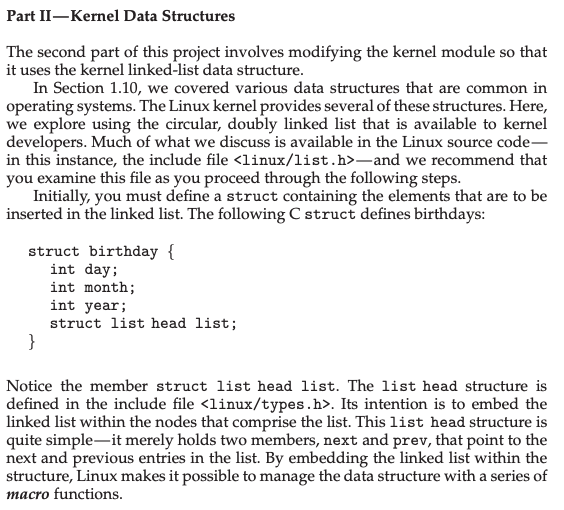 Part II—Kernel Data Structures
The second part of this project involves modifying the kernel module so that
it uses the kernel linked-list data structure.
In Section 1.10, we covered various data structures that are common in
operating systems. The Linux kernel provides several of these structures. Here,
we explore using the circular, doubly linked list that is available to kernel
developers. Much of what we discuss is available in the Linux source code—
in this instance, the include file <linux/list.h>—and we recommend that
you examine this file as you proceed through the following steps.
Initially, you must define a struct containing the elements that are to be
inserted in the linked list. The following C struct defines birthdays:
struct birthday {
int day;
int month;
int year;
struct list head list;
}
Notice the member struct list head list. The list head structure is
defined in the include file <linux/types.h>. Its intention is to embed the
linked list within the nodes that comprise the list. This list head structure is
quite simple—it merely holds two members, next and prev, that point to the
next and previous entries in the list. By embedding the linked list within the
structure, Linux makes it possible to manage the data structure with a series of
macro functions.